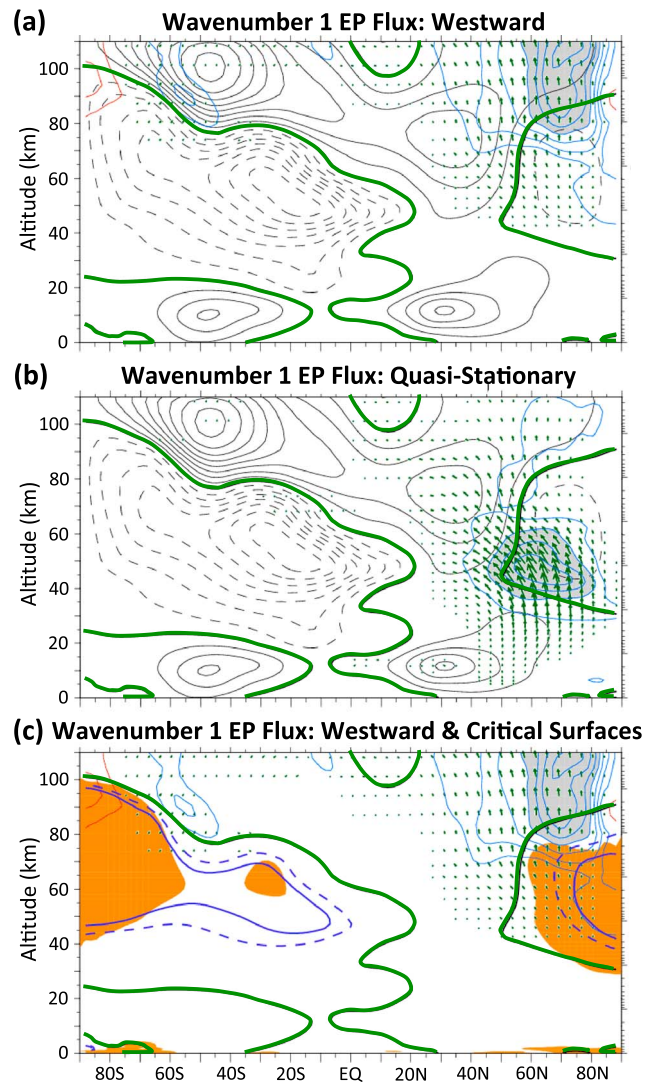 (a) Wavenumber 1 EP Flux: Westward
100
80
60
40
20
0
Altitude (km)
(b) Wavenumber 1 EP Flux: Quasi-Stationary
100
80
60
40
20
0
Altitude (km)
(c) Wavenumber 1 EP Flux: Westward & Critical Surfaces
100
80
60
40
20
0
Altitude (km)
80S 60S 40S 20S EQ 20N 40N 60N 80N